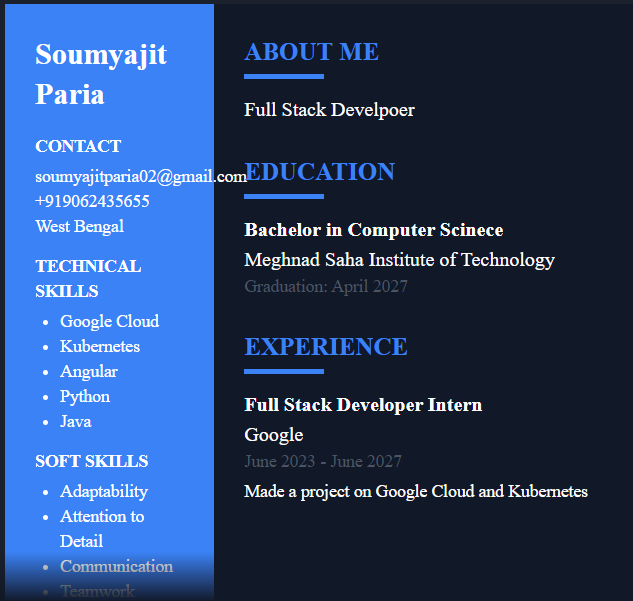 Soumyajit
Paria
CONTACT
soumyajitparia02@gmail.com
+919062435655
West Bengal
TECHNICAL
SKILLS
• Google Cloud
• Kubernetes
• Angular
• Python
• Java
SOFT SKILLS
• Adaptability
• Attention to
Detail
• Communication
• Teamwork
ABOUT ME
Full Stack Develpoer
EDUCATION
Bachelor in Computer Scinece
Meghnad Saha Institute of Technology
Graduation: April 2027
EXPERIENCE
Full Stack Developer Intern
Google
June 2023 - June 2027
Made a project on Google Cloud and Kubernetes